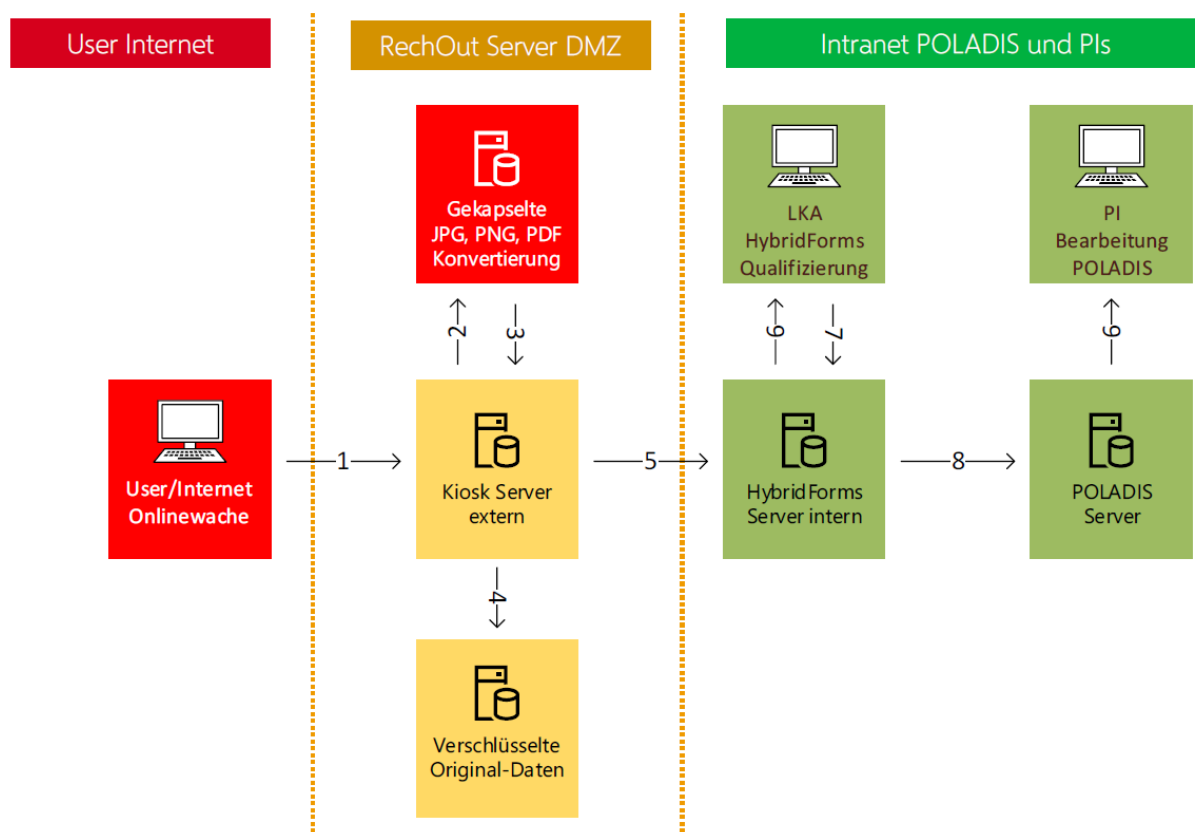 User Internet
RechOut Server DMZ
Intranet POLADIS und PIs
Gekapselte
JPG, PNG, PDF
Konvertierung
LKA
HybridForms
Qualifizierung
PI
Bearbeitung
POLADIS
2
3
6
7
9
User/Internet
Onlinewache
1
Kiosk Server
extern
5
HybridForms
Server intern
8
POLADIS
Server
4
Verschlüsselte
Original-Daten